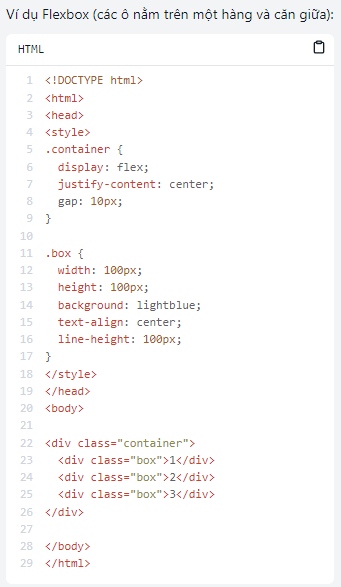 Ví dụ Flexbox (các ô nằm trên một hàng và căn giữa):
HTML
1 <!DOCTYPE html>
2 <html>
3 <head>
4 <style>
5 .container {
6   display: flex;
7   justify-content: center;
8   gap: 10px;
9 }
10
11 .box {
12   width: 100px;
13   height: 100px;
14   background: lightblue;
15   text-align: center;
16   line-height: 100px;
17 }
18 </style>
19 </head>
20 <body>
21
22 <div class="container">
23   <div class="box">1</div>
24   <div class="box">2</div>
25   <div class="box">3</div>
26 </div>
27
28 </body>
29 </html>